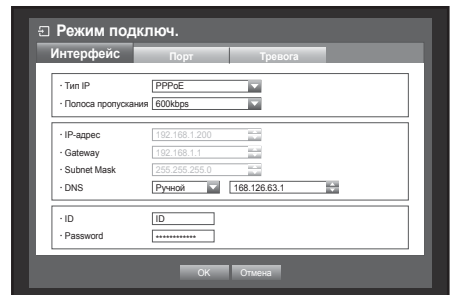 Режим подключ.
Интерфейс Порт Тревога
· Тип IP PPPoE
· Полоса пропускания 600kbps
· IP-адрес 192.168.1.200
· Gateway 192.168.1.1
· Subnet Mask 255.255.255.0
· DNS Ручной 168.126.63.1
· ID ID
· Password ************
OK Отмена